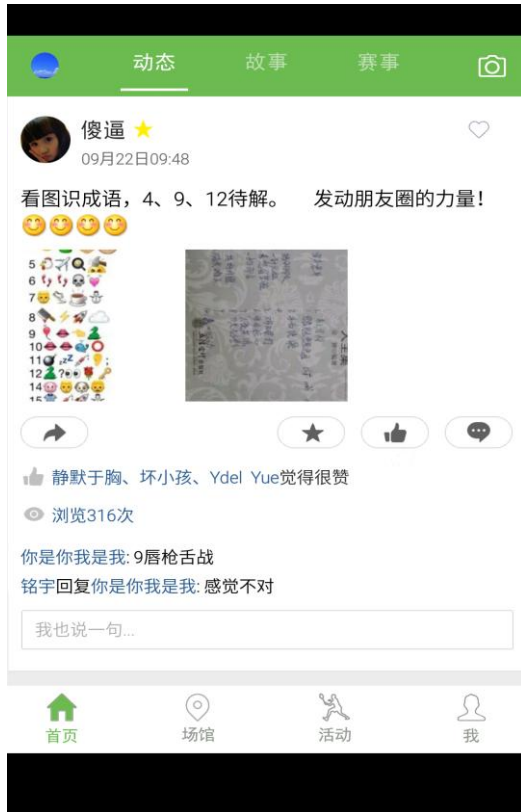 动态
故事
赛事
傻逼
09月22日09:48
看图识成语，4、9、12待解。 发动朋友圈的力量！
5
6
7
8
9
10
11
12
14
15
静默于胸、坏小孩、Ydel Yue觉得很赞
浏览316次
你是你我是我: 9唇枪舌战
铭宇回复你是你我是我: 感觉不对
我也说一句...
首页
场馆
活动
我